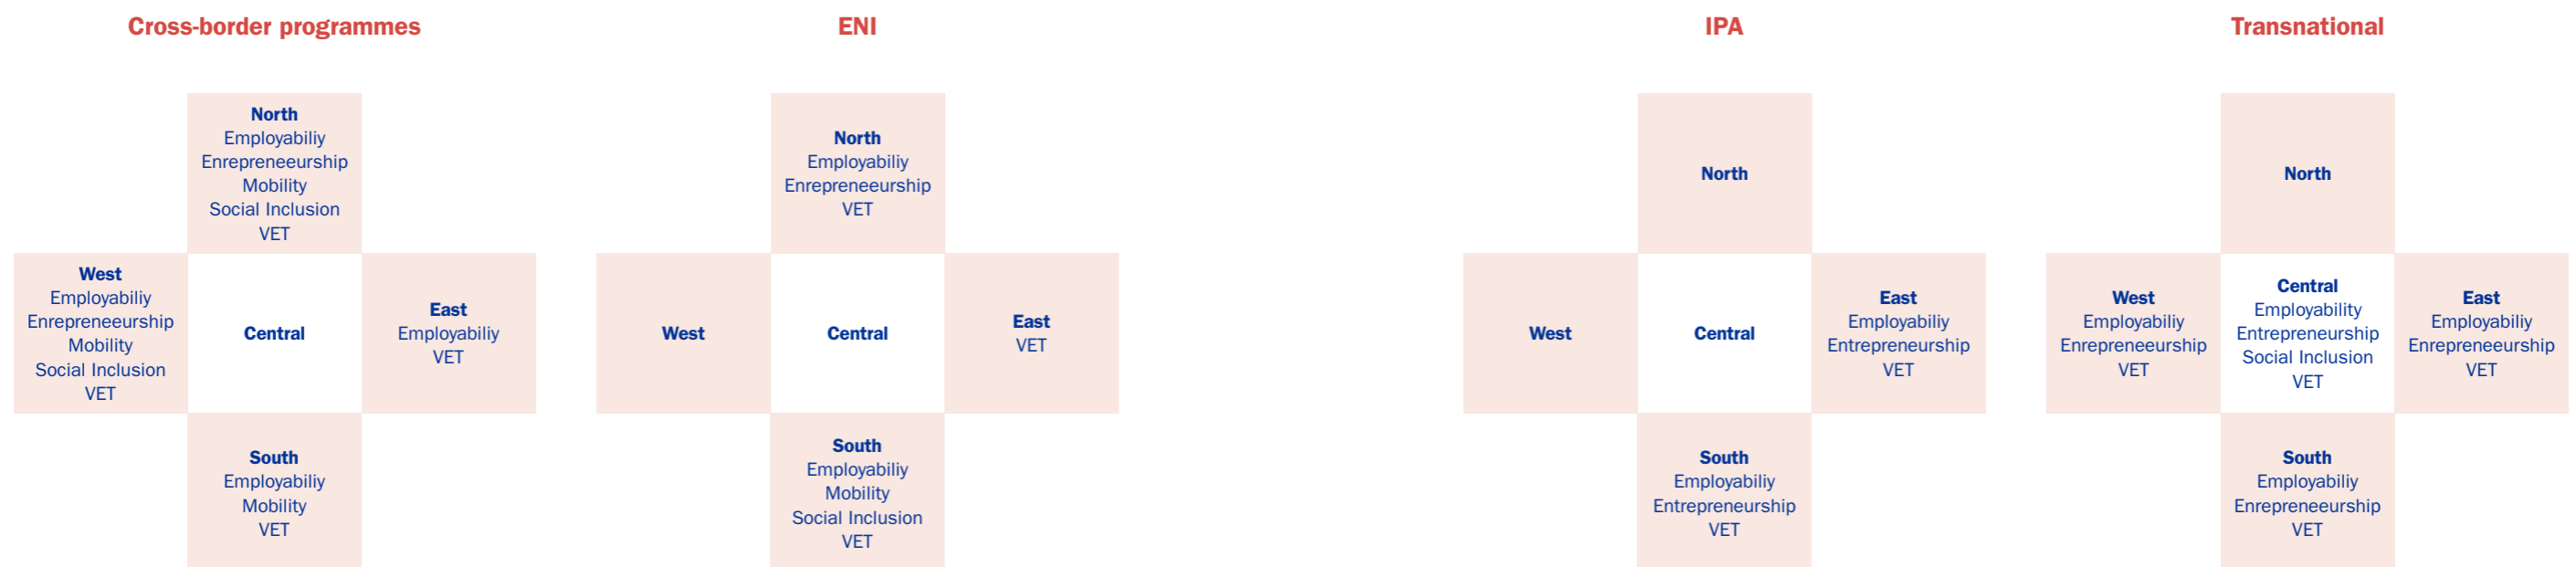 Cross-border programmes
North
Employabiliy
Enrepreneeurship
Mobility
Social Inclusion
VET
West
Employabiliy
Enrepreneeurship
Mobility
Social Inclusion
VET
Central
East
Employabiliy
VET
South
Employabiliy
Mobility
VET
ENI
North
Employabiliy
Enrepreneeurship
VET
West
Central
East
VET
South
Employabiliy
Mobility
Social Inclusion
VET
IPA
North
West
Central
East
Employabiliy
Entrepreneurship
VET
South
Employabiliy
Entrepreneurship
VET
Transnational
North
West
Employabiliy
Enrepreneeurship
VET
Central
Employability
Entrepreneurship
Social Inclusion
VET
East
Employabiliy
Enrepreneeurship
VET
South
Employabiliy
Enrepreneeurship
VET